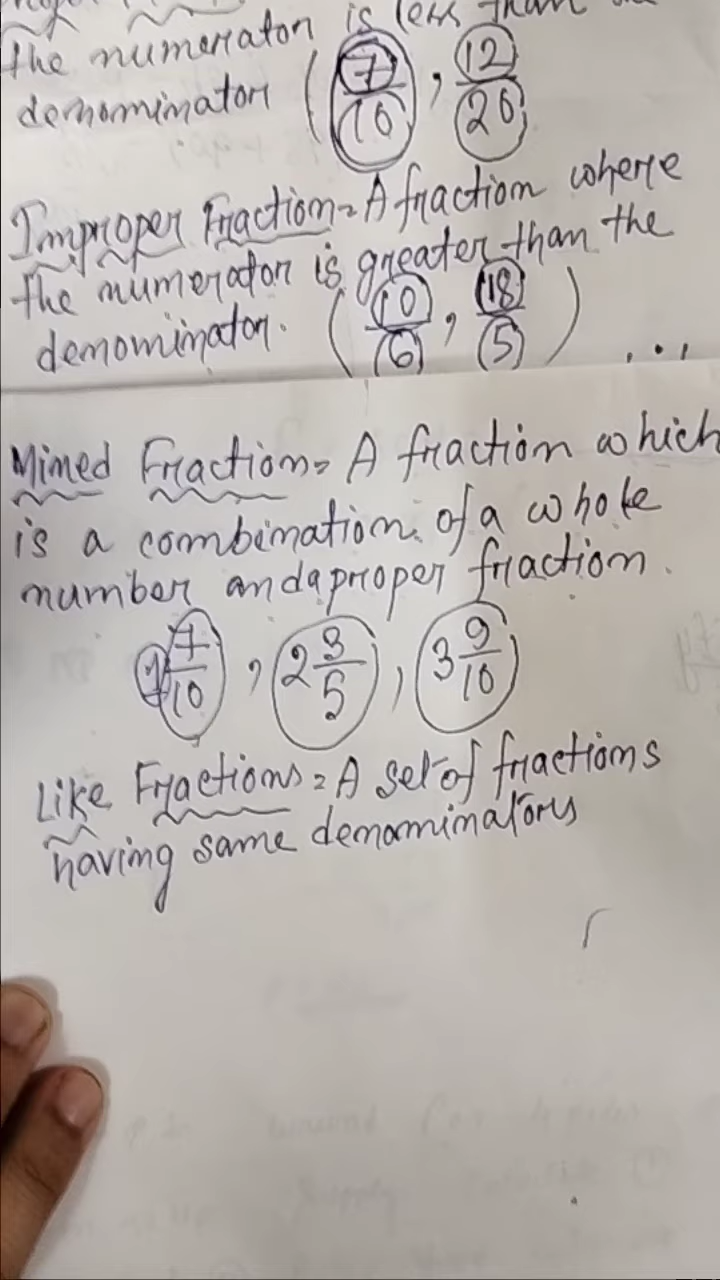 the numerator is less than
denominator ( 7/10 , 12/20
Improper Fraction = A fraction where
the numerator is greater than the
denominator. ( 10/6 , 18/5 ) ...
Mimed Fraction = A fraction which
is a combination of a whole
number and a proper fraction.
1 7/10 , 2 3/5 , 3 9/10
Like Fractions = A set of fractions
having same denaminators